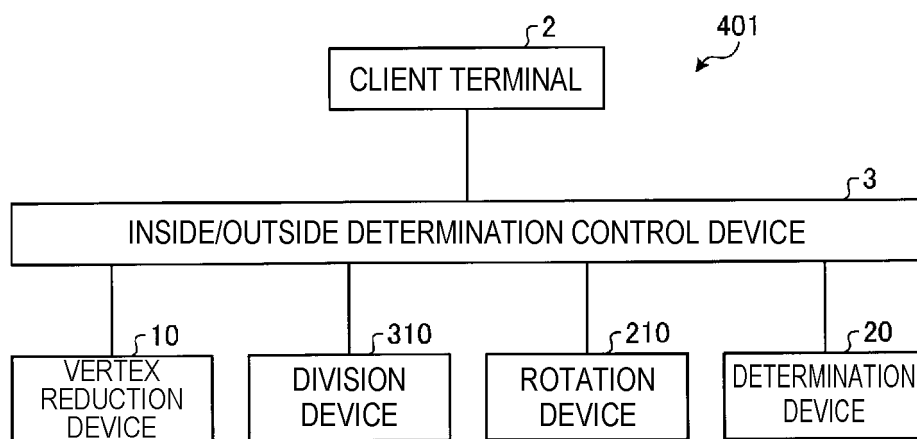 401
2
CLIENT TERMINAL
3
INSIDE/OUTSIDE DETERMINATION CONTROL DEVICE
10
VERTEX
REDUCTION
DEVICE
310
DIVISION
DEVICE
210
ROTATION
DEVICE
20
DETERMINATION
DEVICE